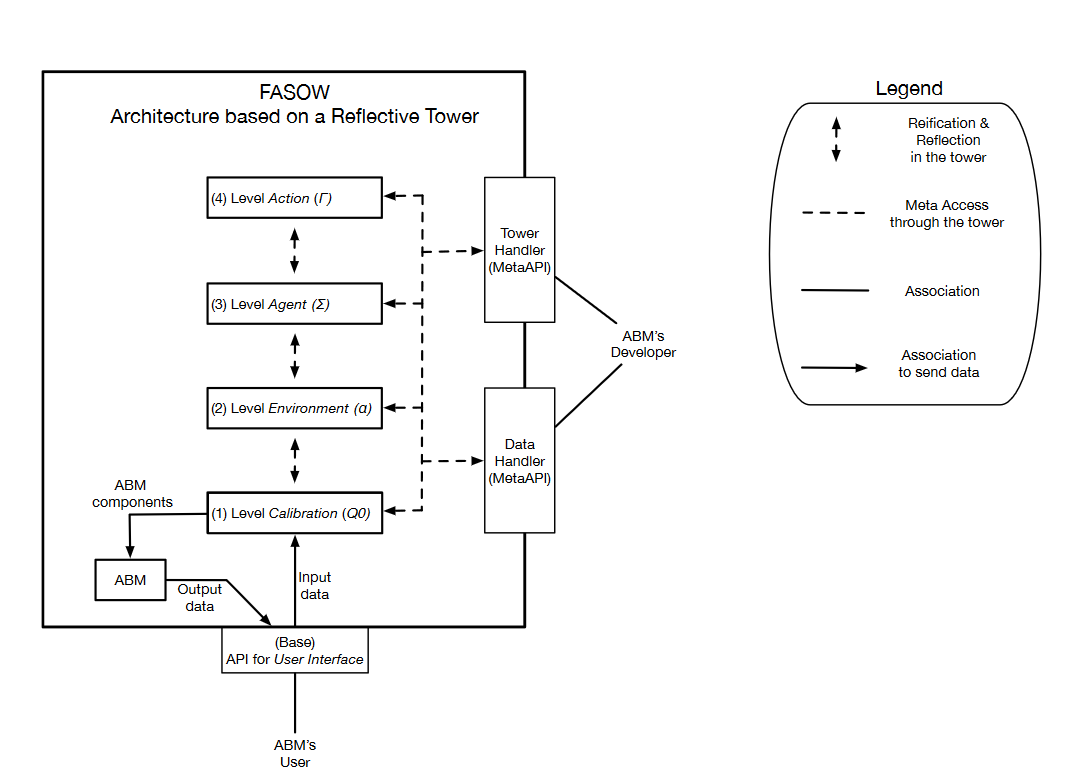 FASOW
Architecture based on a Reflective Tower
(4) Level Action (Γ)
(3) Level Agent (Σ)
(2) Level Environment (α)
(1) Level Calibration (Q0)
Tower
Handler
(MetaAPI)
Data
Handler
(MetaAPI)
ABM's
Developer
ABM
components
ABM
Output
data
Input
data
(Base)
API for User Interface
ABM's
User
Legend
Reification &
Reflection
in the tower
Meta Access
through the tower
Association
Association
to send data